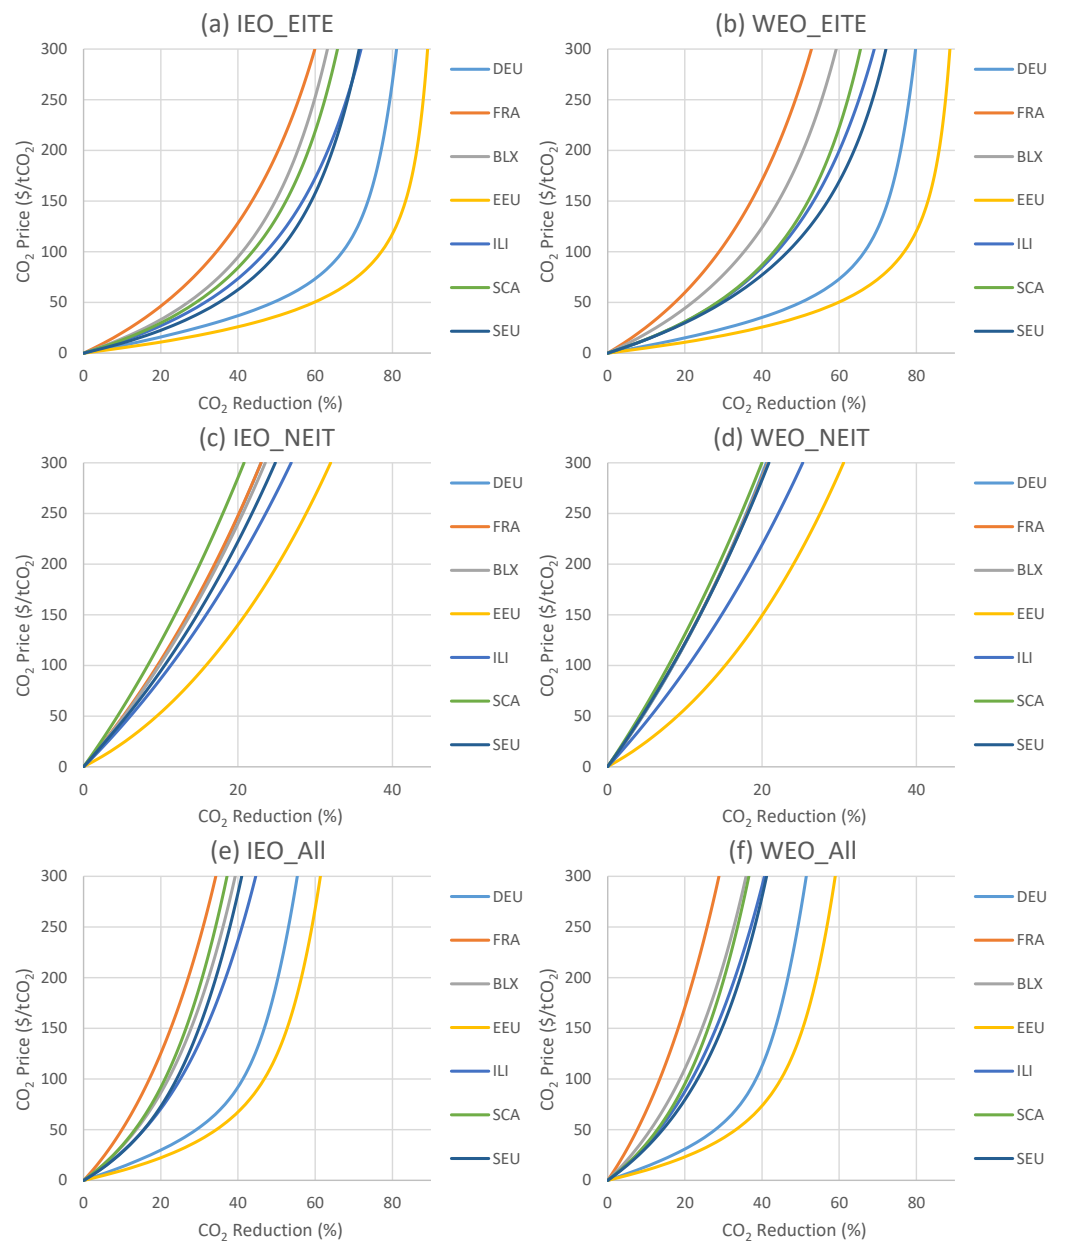 (a) IEO_EITE
CO2 Price ($/tCO2)
300
250
200
150
100
50
0
0 20 40 60 80
CO2 Reduction (%)
DEU
FRA
BLX
EEU
ILI
SCA
SEU
(b) WEO_EITE
CO2 Price ($/tCO2)
300
250
200
150
100
50
0
0 20 40 60 80
CO2 Reduction (%)
DEU
FRA
BLX
EEU
ILI
SCA
SEU
(c) IEO_NEIT
CO2 Price ($/tCO2)
300
250
200
150
100
50
0
0 20 40
CO2 Reduction (%)
DEU
FRA
BLX
EEU
ILI
SCA
SEU
(d) WEO_NEIT
CO2 Price ($/tCO2)
300
250
200
150
100
50
0
0 20 40
CO2 Reduction (%)
DEU
FRA
BLX
EEU
ILI
SCA
SEU
(e) IEO_All
CO2 Price ($/tCO2)
300
250
200
150
100
50
0
0 20 40 60 80
CO2 Reduction (%)
DEU
FRA
BLX
EEU
ILI
SCA
SEU
(f) WEO_All
CO2 Price ($/tCO2)
300
250
200
150
100
50
0
0 20 40 60 80
CO2 Reduction (%)
DEU
FRA
BLX
EEU
ILI
SCA
SEU